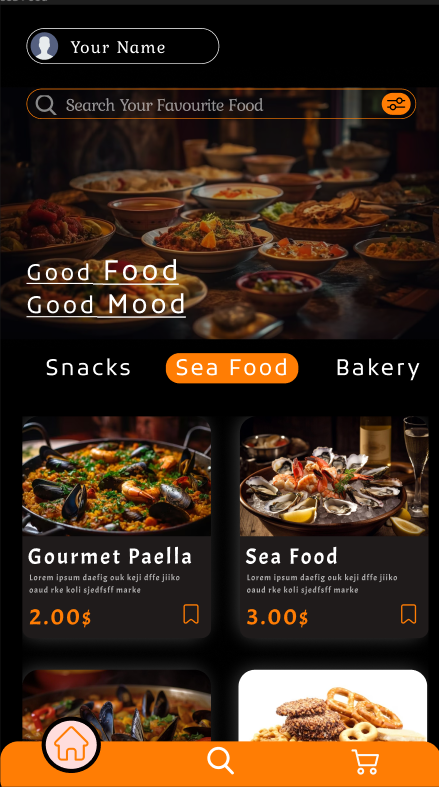 Your Name
Search Your Favourite Food
Good Food
Good Mood
Snacks
Sea Food
Bakery
Gourmet Paella
Lorem ipsum daefig ouk keji dffe jiiko
oaud rke koli sjedfsff marke
2.00$
Sea Food
Lorem ipsum daefig ouk keji dffe jiiko
oaud rke koli sjedfsff marke
3.00$